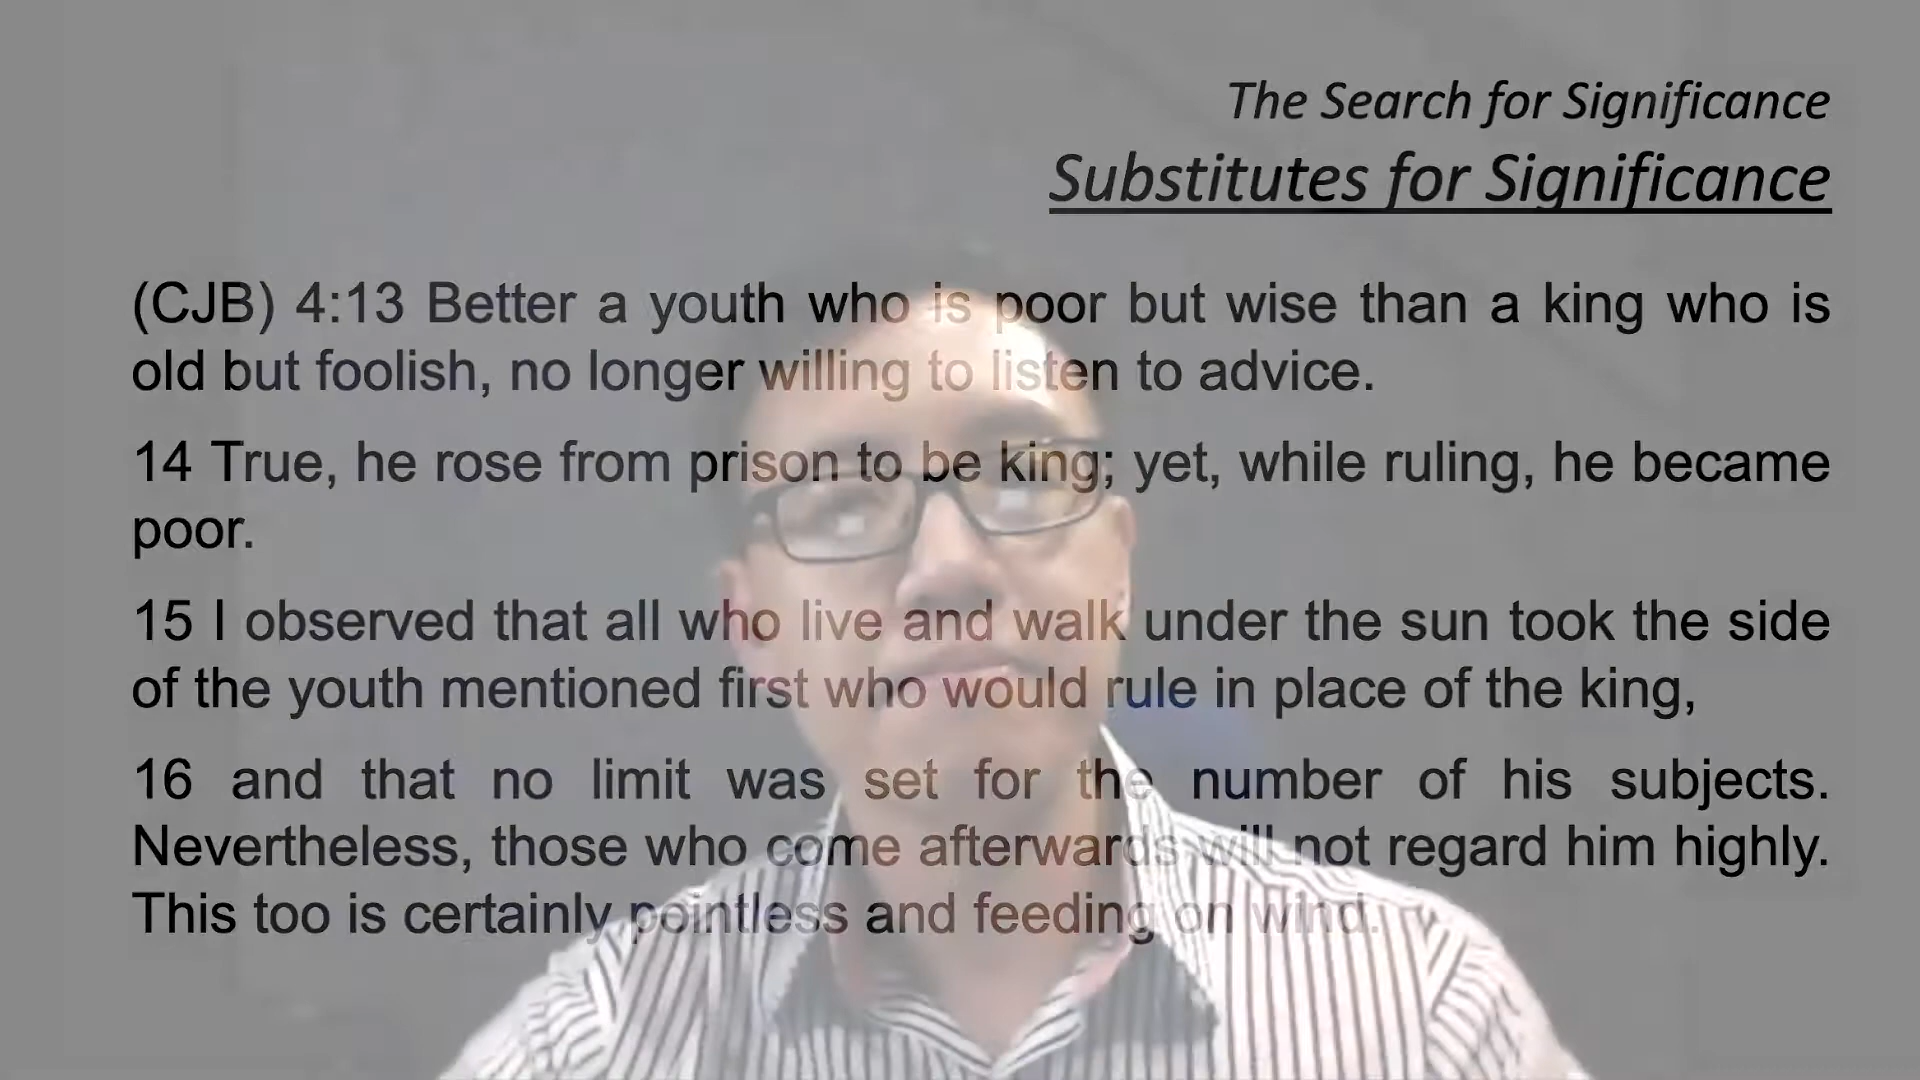 The Search for Significance
Substitutes for Significance
(CJB) 4:13 Better a youth who is poor but wise than a king who is
old but foolish, no longer willing to listen to advice.
14 True, he rose from prison to be king; yet, while ruling, he became
poor.
15 I observed that all who live and walk under the sun took the side
of the youth mentioned first who would rule in place of the king,
16 and that no limit was set for the number of his subjects.
Nevertheless, those who come afterwards will not regard him highly.
This too is certainly pointless and feeding on wind.